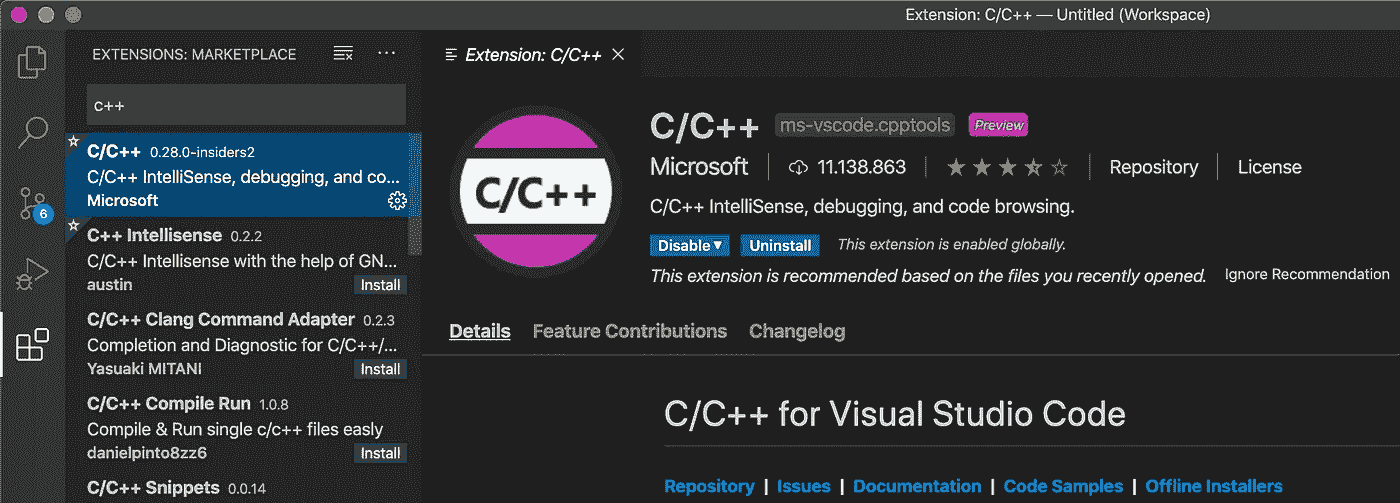 Extension: C/C++ — Untitled (Workspace)
EXTENSIONS: MARKETPLACE
c++
C/C++ 0.28.0-insiders2
C/C++ IntelliSense, debugging, and co...
Microsoft
C++ Intellisense 0.2.2
C/C++ Intellisense with the help of GN...
austin Install
C/C++ Clang Command Adapter 0.2.3
Completion and Diagnostic for C/C++/...
Yasuaki MITANI Install
C/C++ Compile Run 1.0.8
Compile & Run single c/c++ files easly
danielpinto8zz6 Install
C/C++ Snippets 0.0.14
6
Extension: C/C++
C/C++
C/C++ ms-vscode.cpptools Preview
Microsoft 11.138.863 Repository License
C/C++ IntelliSense, debugging, and code browsing.
Disable Uninstall This extension is enabled globally.
This extension is recommended based on the files you recently opened. Ignore Recommendation
Details Feature Contributions Changelog
C/C++ for Visual Studio Code
Repository | Issues | Documentation | Code Samples | Offline Installers